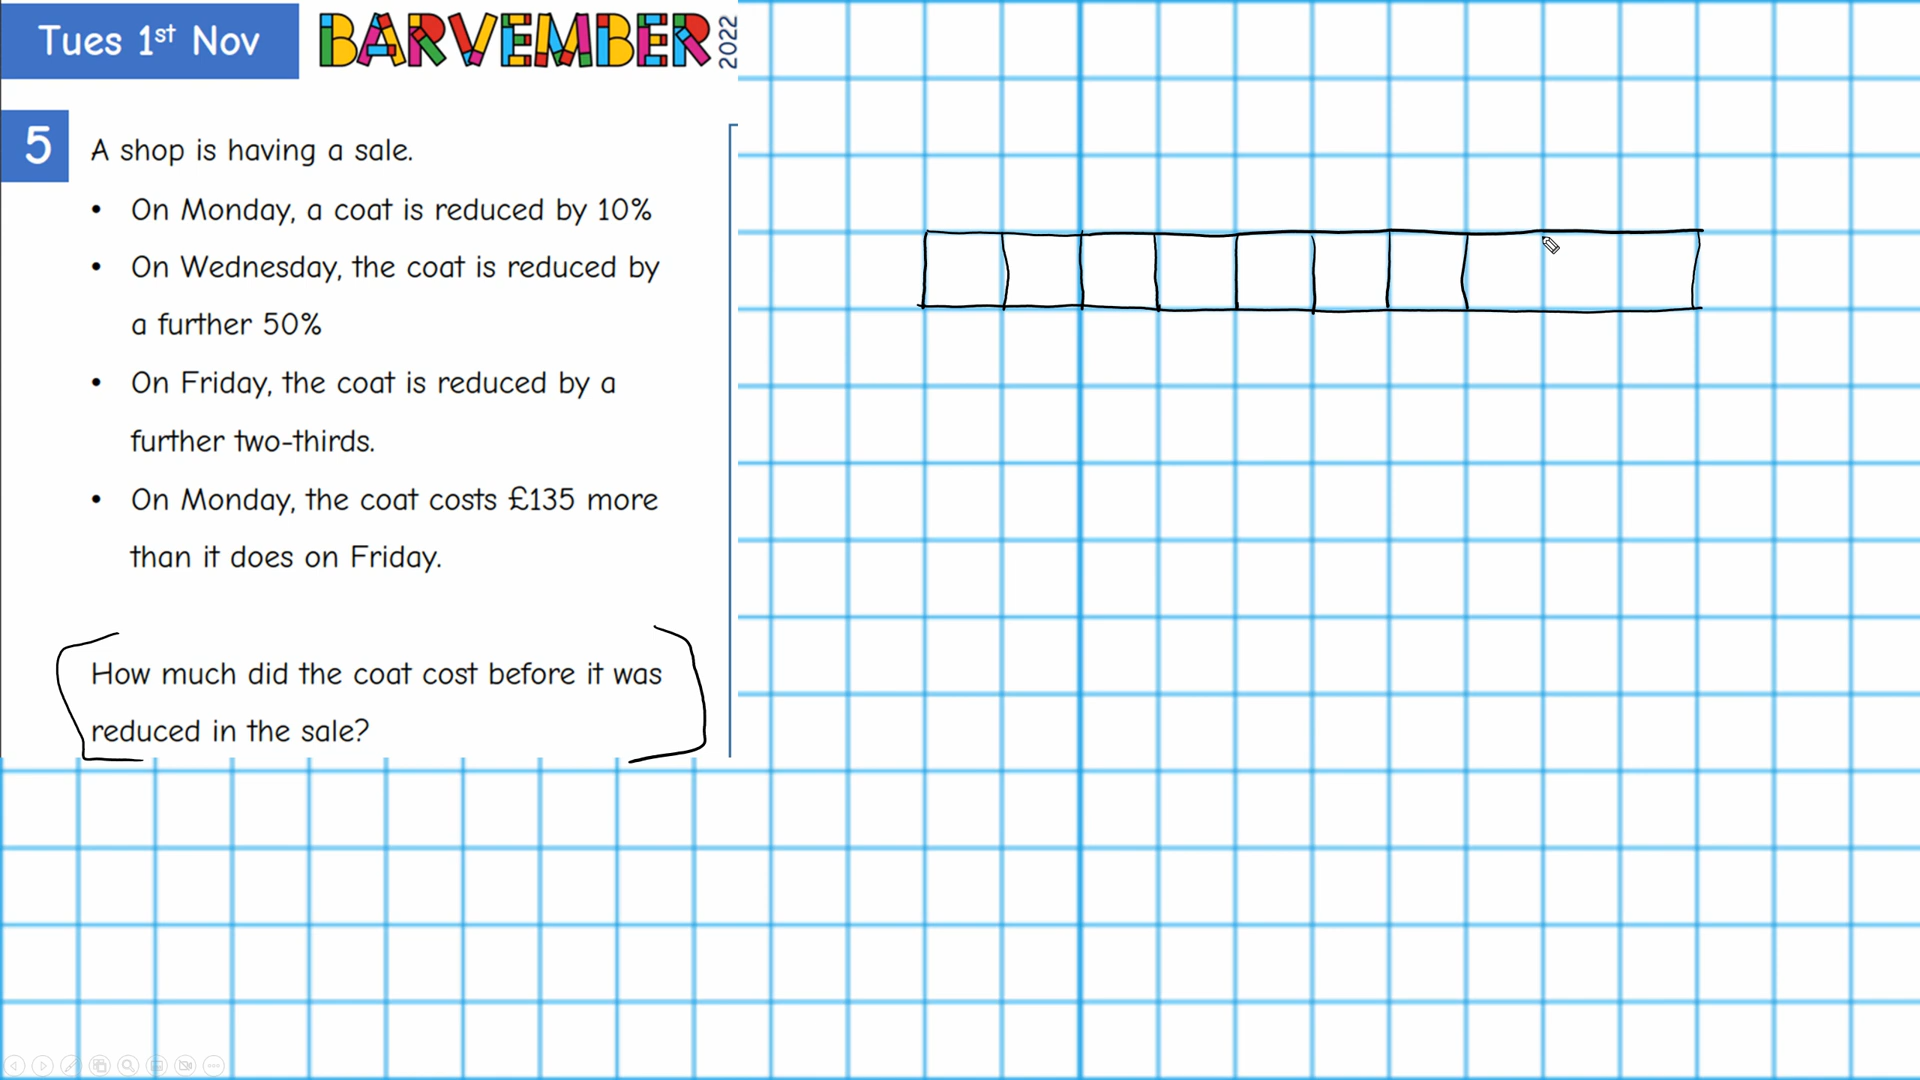 Tues 1st Nov
BARVEMBER 2022
5
A shop is having a sale.
• On Monday, a coat is reduced by 10%
• On Wednesday, the coat is reduced by
a further 50%
• On Friday, the coat is reduced by a
further two-thirds.
• On Monday, the coat costs £135 more
than it does on Friday.
How much did the coat cost before it was
reduced in the sale?